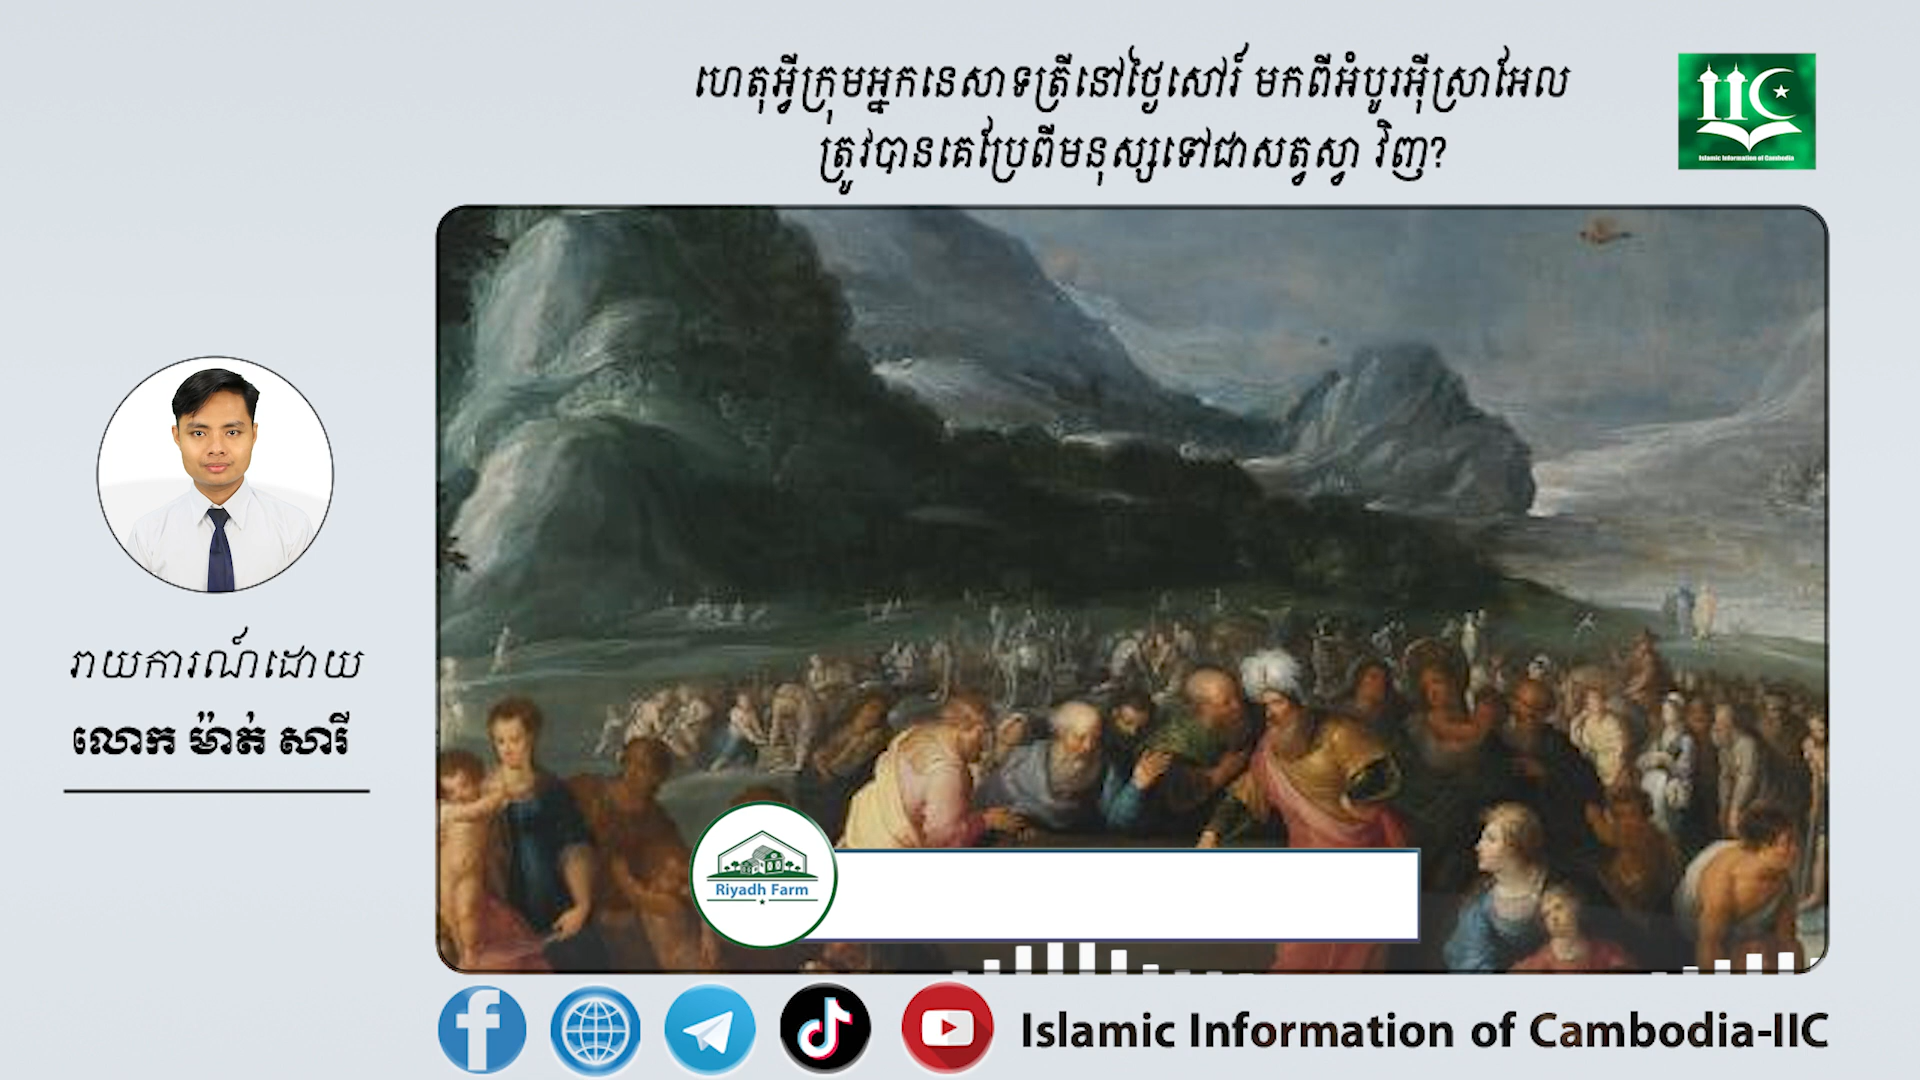 ហេតុអ្វីក្រុមអ្នកនេសាទត្រីនៅថ្ងៃសៅរ៍ មកពីអំបូរអ៊ីស្រាអែល
ត្រូវបានគេប្រែពីមនុស្សទៅជាសត្វស្វា វិញ?
IIC
Islamic Information of Cambodia
រាយការណ៍ដោយ
លោក ម៉ាត់ សារី
Riyadh Farm
Islamic Information of Cambodia-IIC